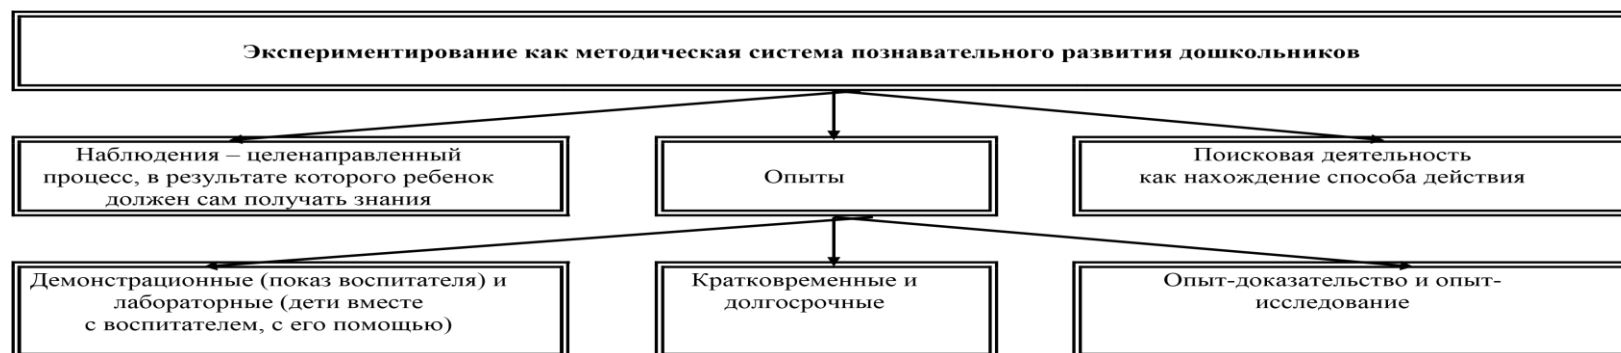 Экспериментирование как методическая система познавательного развития дошкольников
Наблюдения – целенаправленный
процесс, в результате которого ребенок
должен сам получать знания
Опыты
Поисковая деятельность
как нахождение способа действия
Демонстрационные (показ воспитателя) и
лабораторные (дети вместе
с воспитателем, с его помощью)
Кратковременные и
долгосрочные
Опыт-доказательство и опыт-
исследование